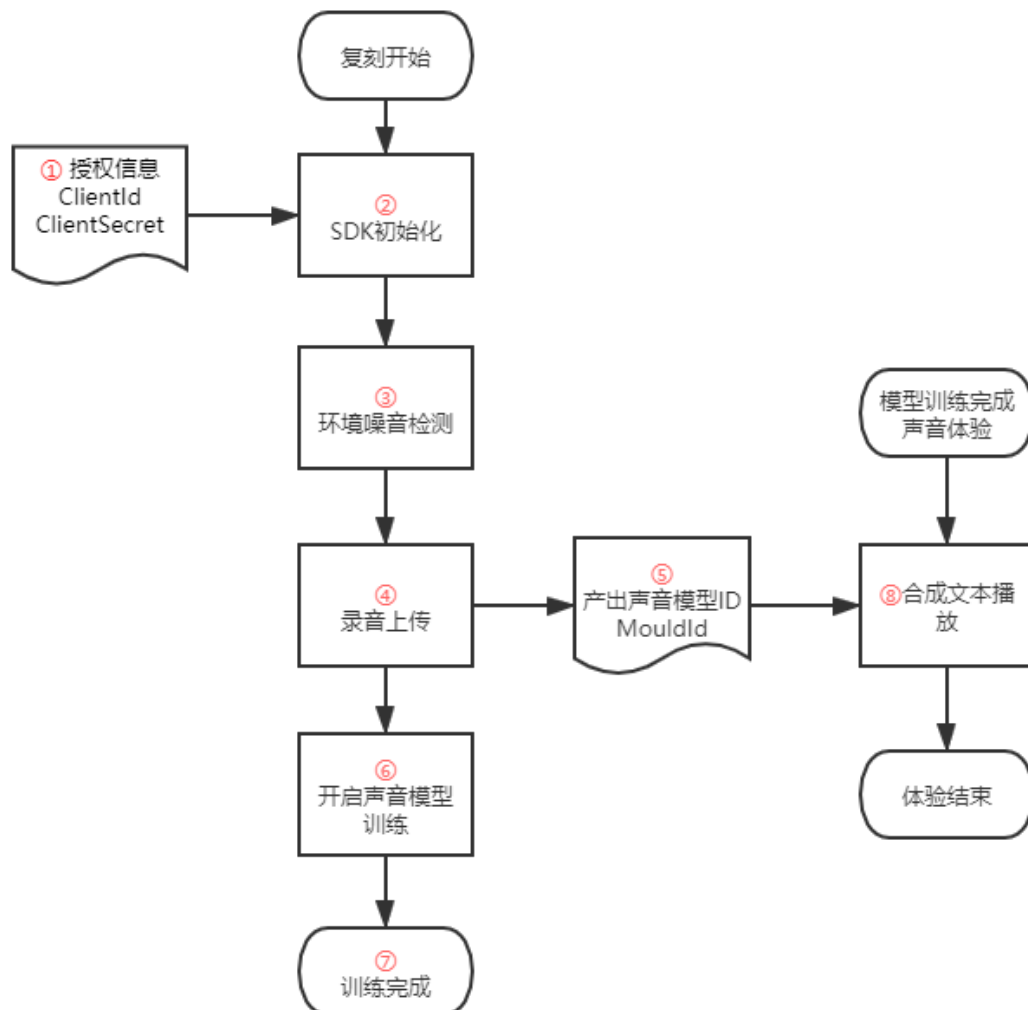 复刻开始
① 授权信息
ClientId
ClientSecret
②
SDK初始化
③
环境噪音检测
④
录音上传
⑤
产出声音模型ID
MouldId
⑥
开启声音模型
训练
⑦
训练完成
模型训练完成
声音体验
⑧合成文本播
放
体验结束